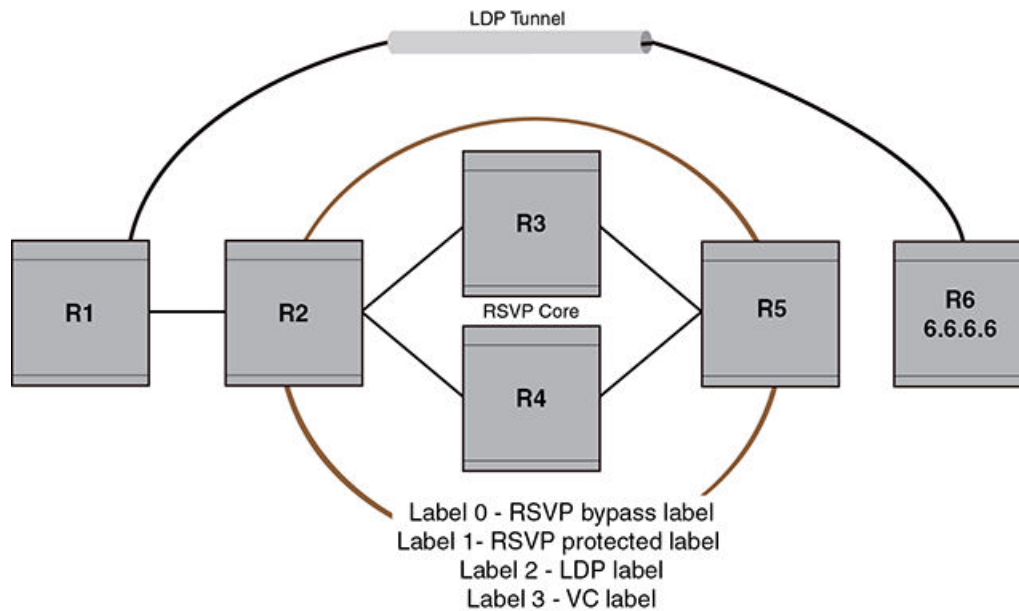 LDP Tunnel
R1
R2
R3
RSVP Core
R4
R5
R6
6.6.6.6
Label 0 - RSVP bypass label
Label 1- RSVP protected label
Label 2 - LDP label
Label 3 - VC label